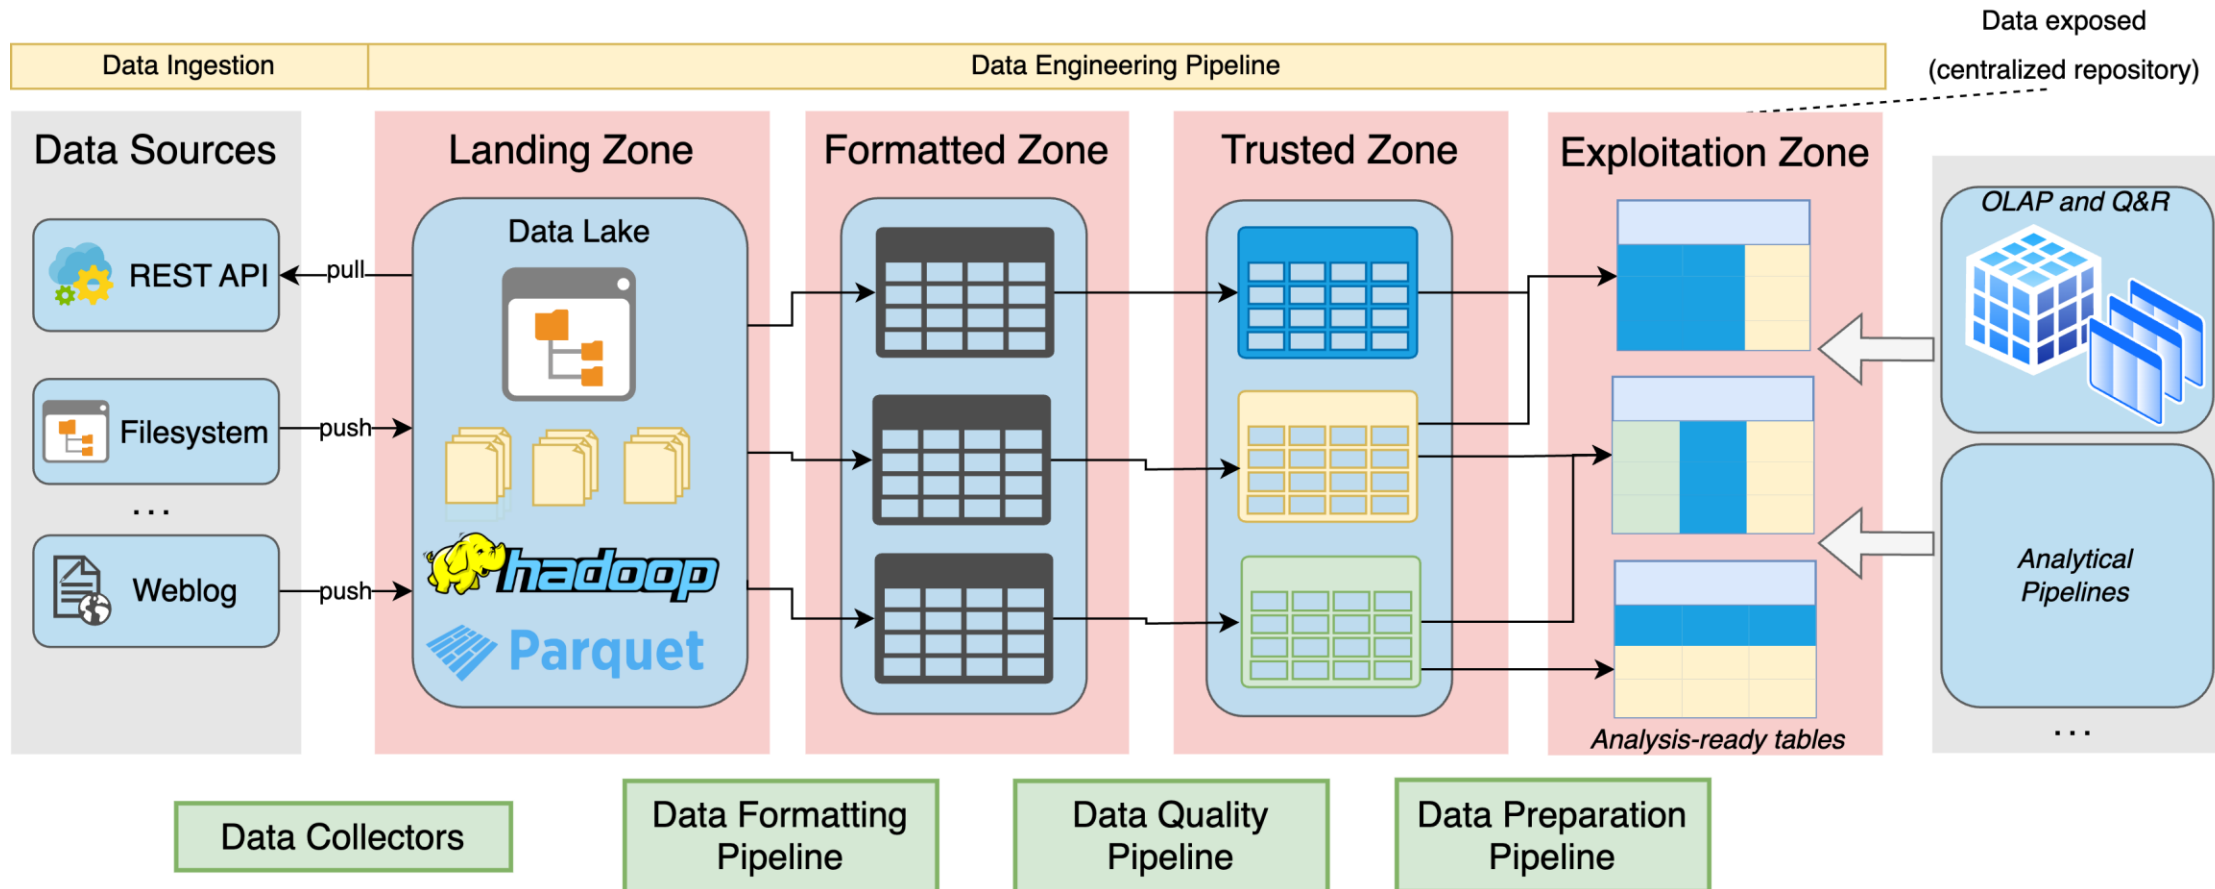 Data exposed
(centralized repository)
Data Ingestion
Data Engineering Pipeline
Data Sources
Landing Zone
Formatted Zone
Trusted Zone
Exploitation Zone
REST API
pull
Filesystem
push
...
Weblog
push
Data Lake
hadoop
Parquet
Analysis-ready tables
OLAP and Q&R
Analytical
Pipelines
...
Data Collectors
Data Formatting
Pipeline
Data Quality
Pipeline
Data Preparation
Pipeline